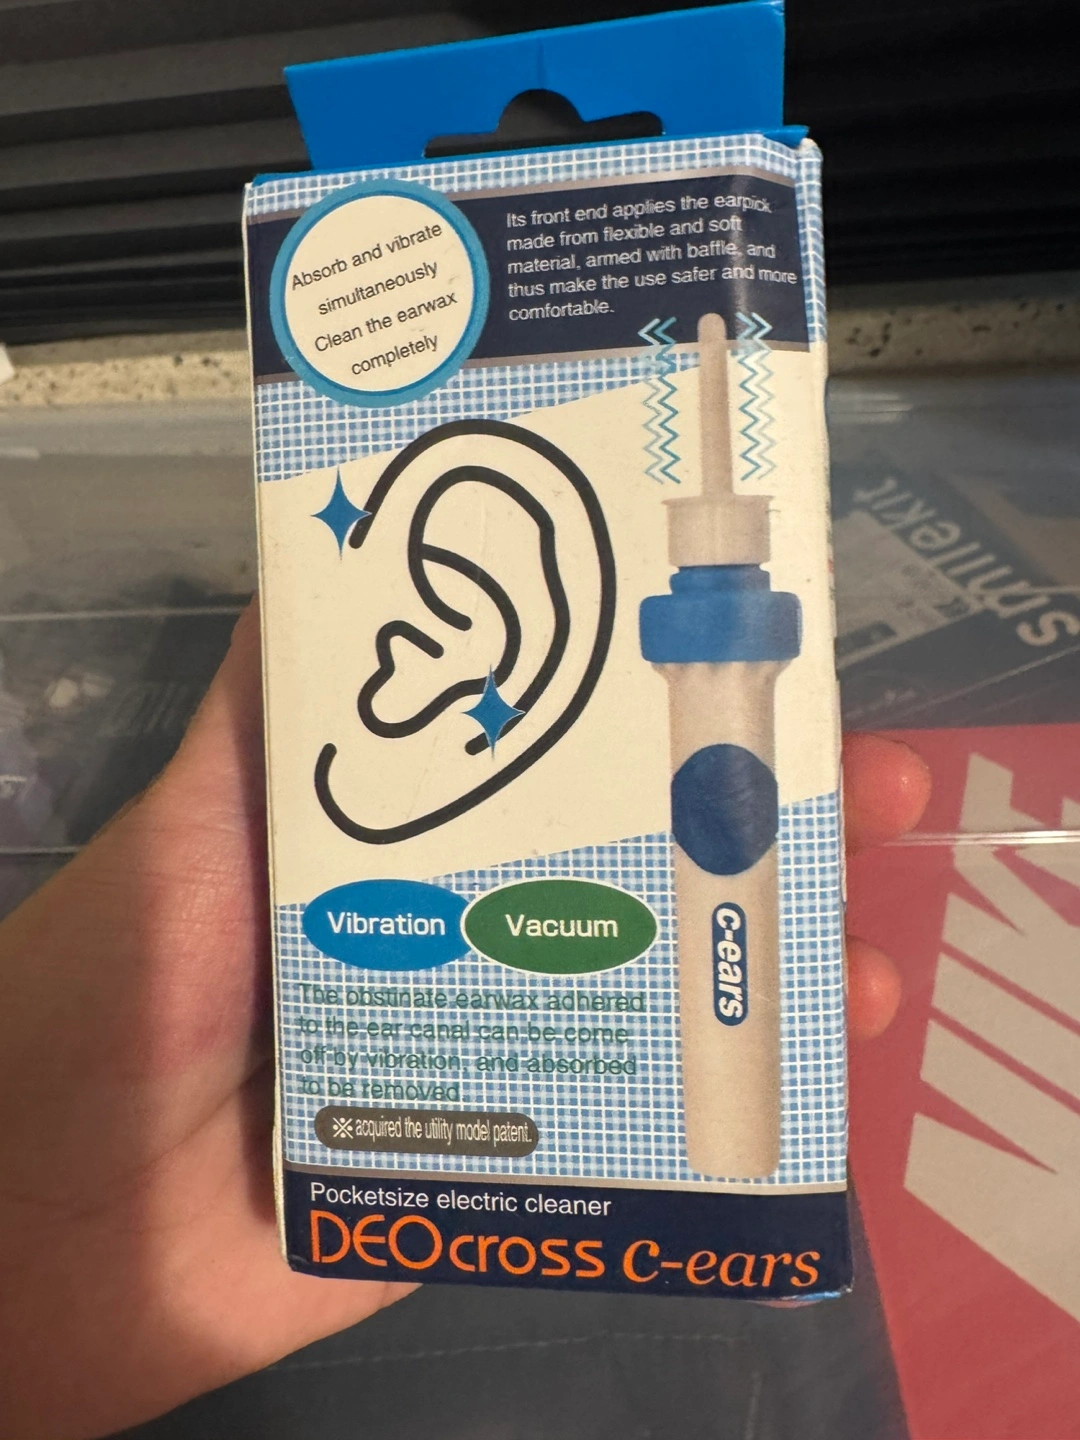 Absorb and vibrate
simultaneously
Clean the earwax
completely
Its front end applies the earpick
made from flexible and soft
material, armed with baffle, and
thus make the use safer and more
comfortable.
Vibration
Vacuum
c-ears
The obstinate earwax adhered
to the ear canal can be come
off by vibration, and absorbed
to be removed.
※acquired the utility model patent.
Pocketsize electric cleaner
DEOcross c-ears
smilekit
NIKE